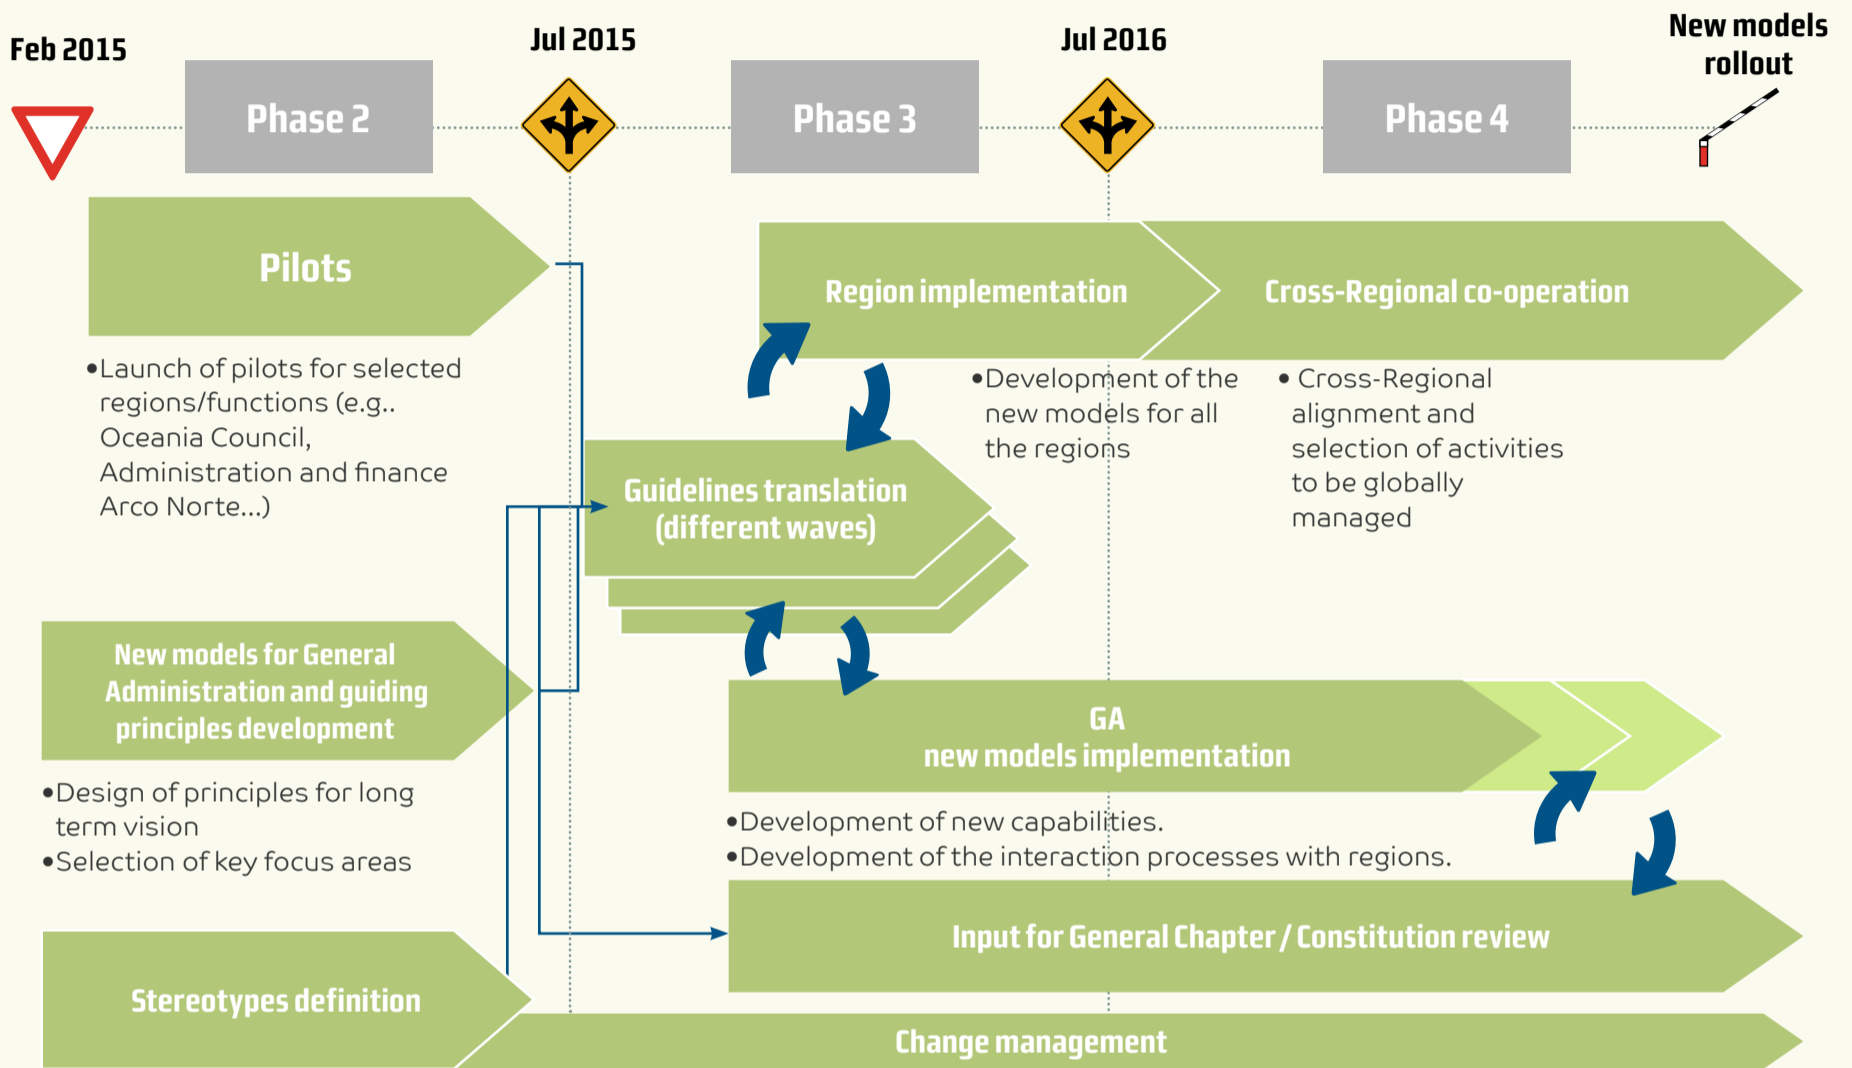 Feb 2015
Jul 2015
Jul 2016
New models
rollout
Phase 2
Phase 3
Phase 4
Pilots
•Launch of pilots for selected
regions/functions (e.g..
Oceania Council,
Administration and finance
Arco Norte...)
Region implementation
Cross-Regional co-operation
•Development of the
new models for all
the regions
• Cross-Regional
alignment and
selection of activities
to be globally
managed
Guidelines translation
(different waves)
New models for General
Administration and guiding
principles development
•Design of principles for long
term vision
•Selection of key focus areas
GA
new models implementation
•Development of new capabilities.
•Development of the interaction processes with regions.
Input for General Chapter / Constitution review
Stereotypes definition
Change management